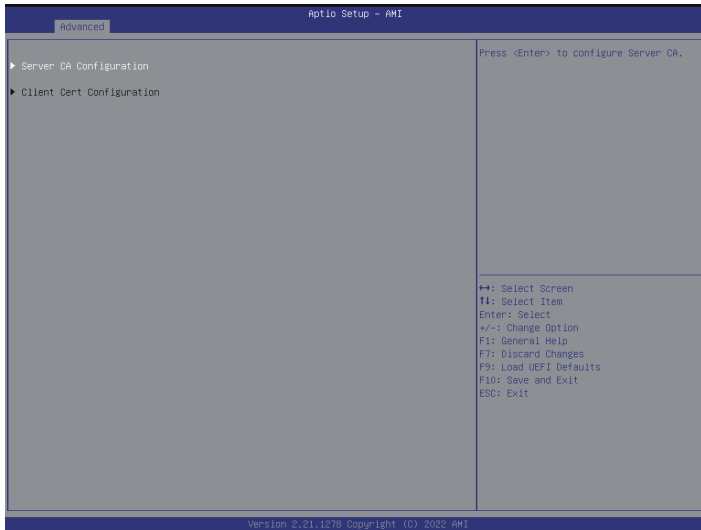 Aptio Setup - AMI
Advanced
▶ Server CA Configuration
▶ Client Cert Configuration
Press <Enter> to configure Server CA.
↔: Select Screen
↑↓: Select Item
Enter: Select
+/-: Change Option
F1: General Help
F7: Discard Changes
F9: Load UEFI Defaults
F10: Save and Exit
ESC: Exit
Version 2.21.1278 Copyright (C) 2022 AMI